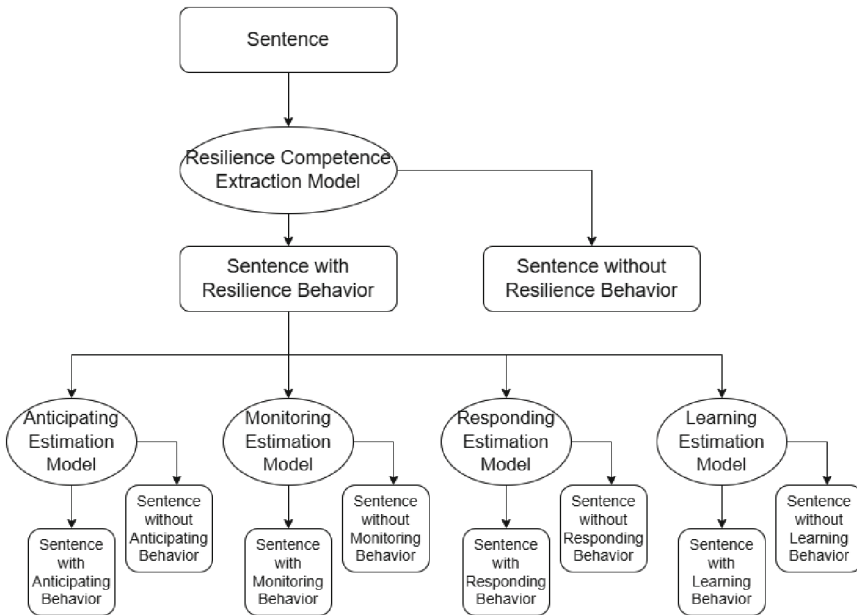 Sentence
Resilience Competence
Extraction Model
Sentence with
Resilience Behavior
Sentence without
Resilience Behavior
Anticipating
Estimation
Model
Monitoring
Estimation
Model
Responding
Estimation
Model
Learning
Estimation
Model
Sentence
without
Anticipating
Behavior
Sentence
with
Anticipating
Behavior
Sentence
without
Monitoring
Behavior
Sentence
with
Monitoring
Behavior
Sentence
without
Responding
Behavior
Sentence
with
Responding
Behavior
Sentence
without
Learning
Behavior
Sentence
with
Learning
Behavior